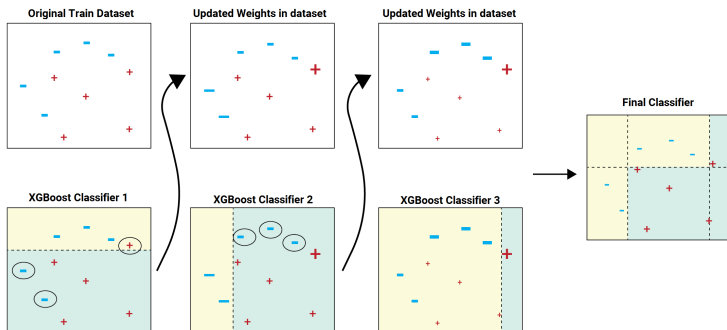 Original Train Dataset
Updated Weights in dataset
Updated Weights in dataset
Final Classifier
XGBoost Classifier 1
XGBoost Classifier 2
XGBoost Classifier 3